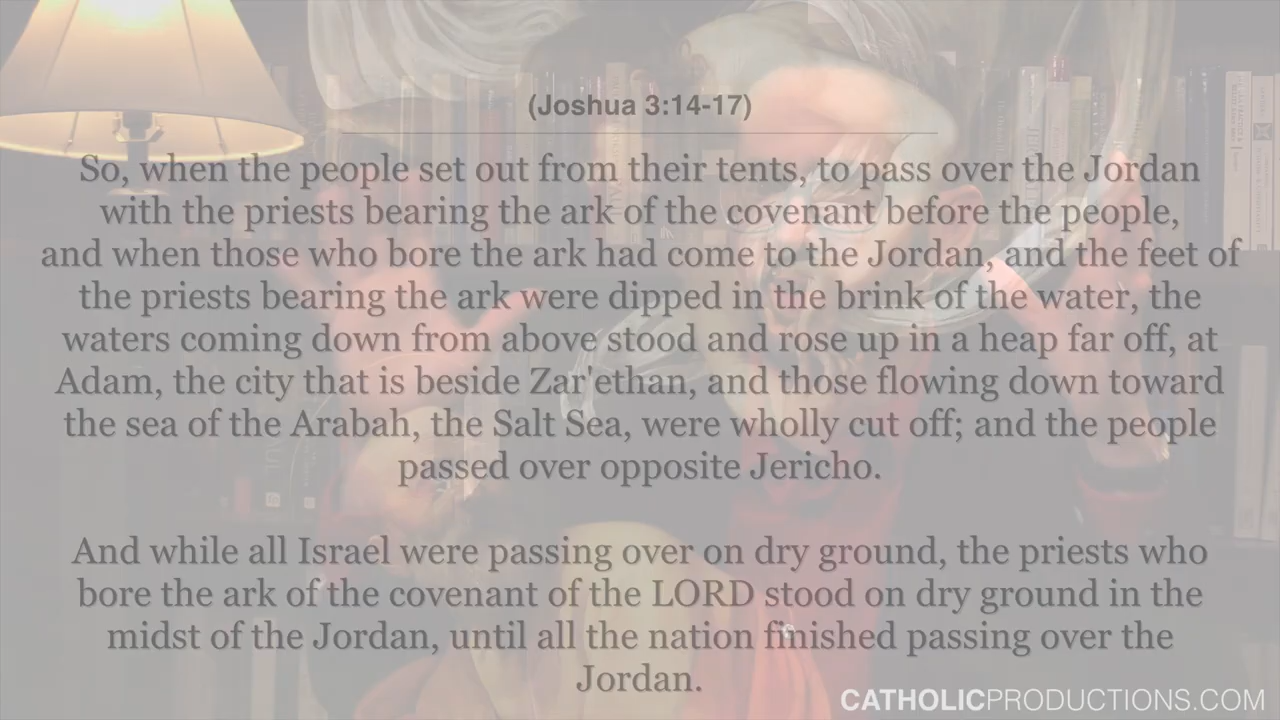 (Joshua 3:14-17)
So, when the people set out from their tents, to pass over the Jordan
with the priests bearing the ark of the covenant before the people,
and when those who bore the ark had come to the Jordan, and the feet of
the priests bearing the ark were dipped in the brink of the water, the
waters coming down from above stood and rose up in a heap far off, at
Adam, the city that is beside Zar'ethan, and those flowing down toward
the sea of the Arabah, the Salt Sea, were wholly cut off; and the people
passed over opposite Jericho.
And while all Israel were passing over on dry ground, the priests who
bore the ark of the covenant of the LORD stood on dry ground in the
midst of the Jordan, until all the nation finished passing over the
Jordan.
CATHOLICPRODUCTIONS.COM